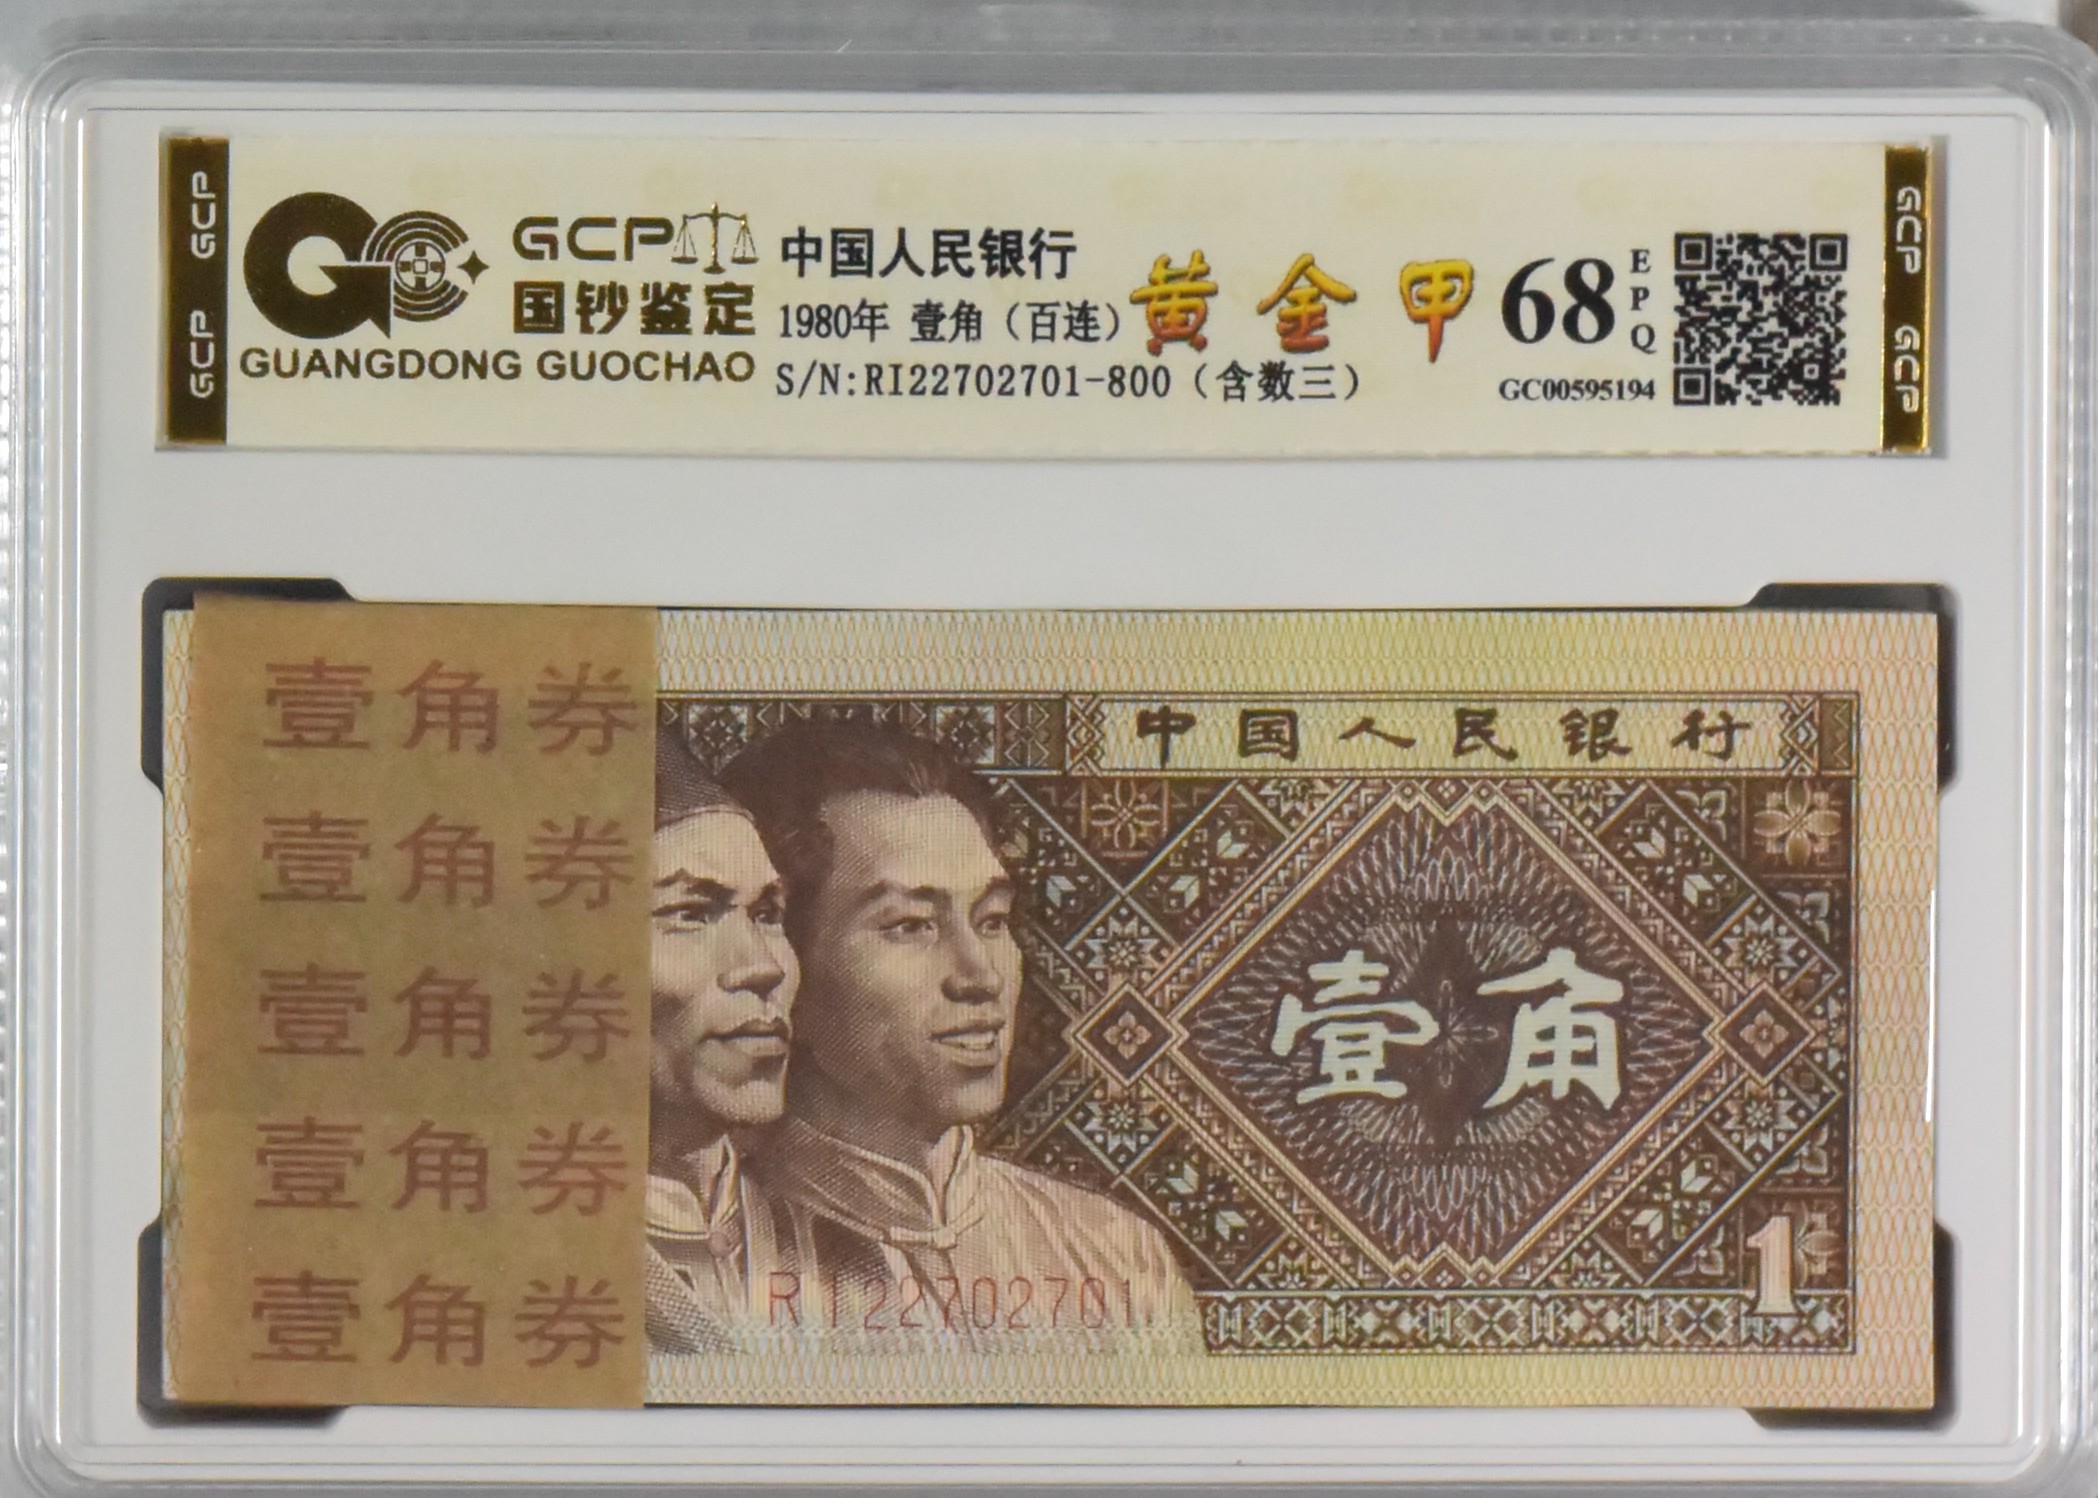 GCP GCP
GCP
国钞鉴定
GUANGDONG GUOCHAO
中国人民银行
1980年 壹角（百连）
S/N:RI22702701-800（含数三）
黄金甲
68
EPQ
GC00595194
GCP GCP
壹角券
壹角券
壹角券
壹角券
壹角券
中国人民银行
壹角
1
RI22702701